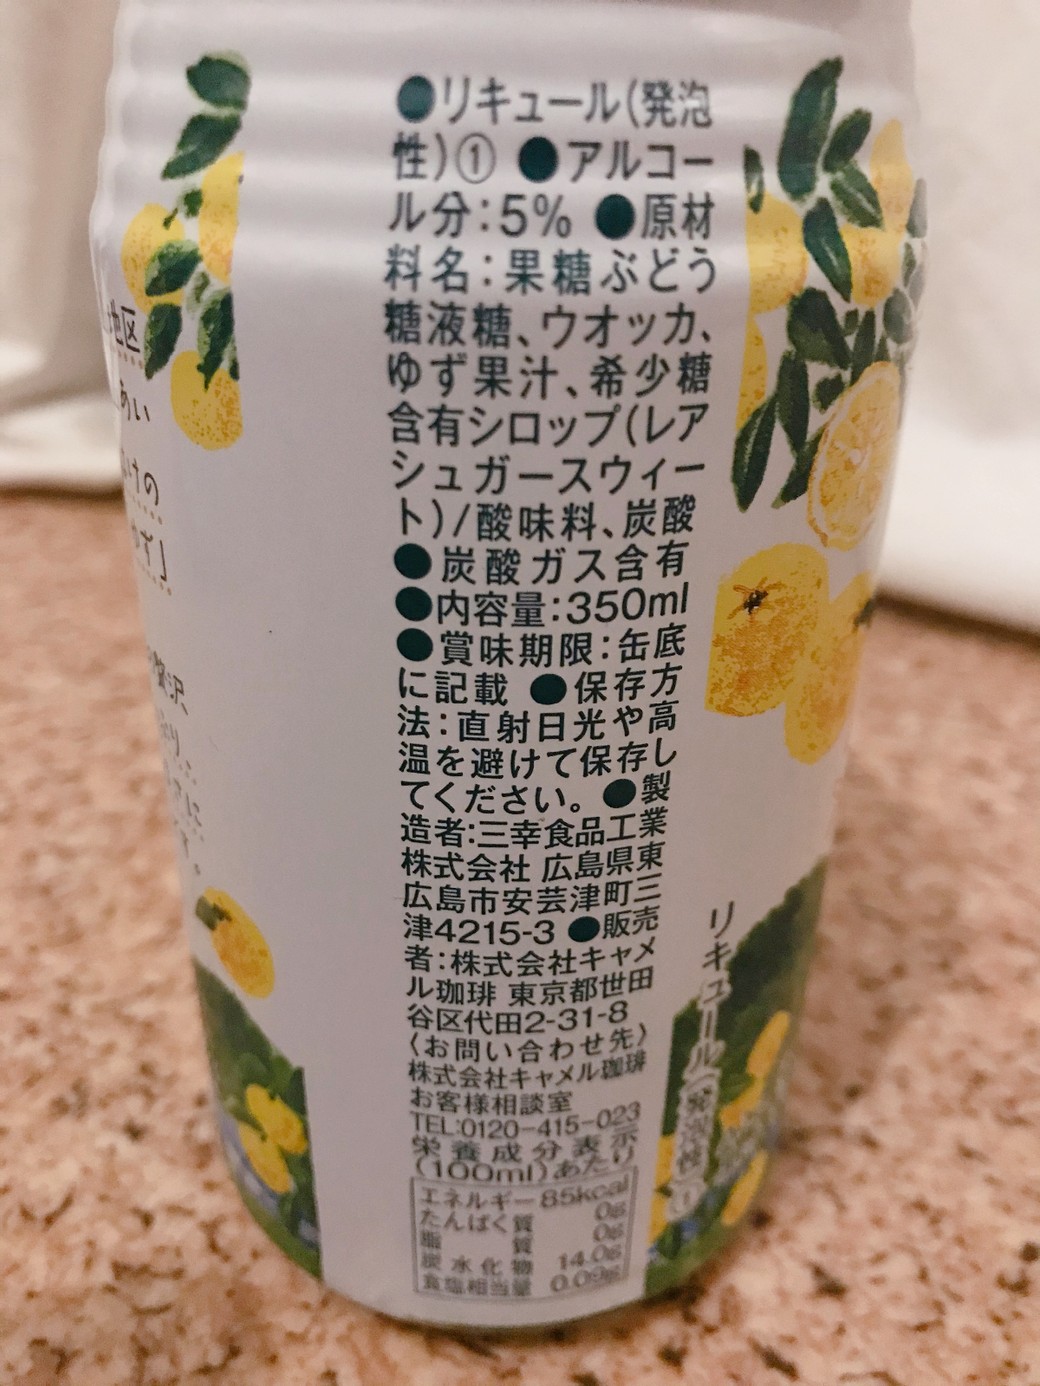 ●リキュール(発泡
性)① ●アルコー
ル分:5% ●原材
料名:果糖ぶどう
糖液糖、ウオッカ、
ゆず果汁、希少糖
含有シロップ(レア
シュガースウィー
ト)/酸味料、炭酸
●炭酸ガス含有
●内容量:350ml
●賞味期限:缶底
に記載 ●保存方
法:直射日光や高
温を避けて保存し
てください。●製
造者:三幸食品工業
株式会社 広島県東
広島市安芸津町三
津4215-3 ●販売
者:株式会社キャメ
ル珈琲 東京都世田
谷区代田2-31-8
〈お問い合わせ先〉
株式会社キャメル珈琲
お客様相談室
TEL:0120-415-023
栄養成分表示
(100ml)あたり
エネルギー 85kcal
たんぱく質 0g
脂質 0g
炭水化物 14.0g
食塩相当量 0.09g
リキュール(発泡性)①
地区
あい
けの
ゆず」
贅沢